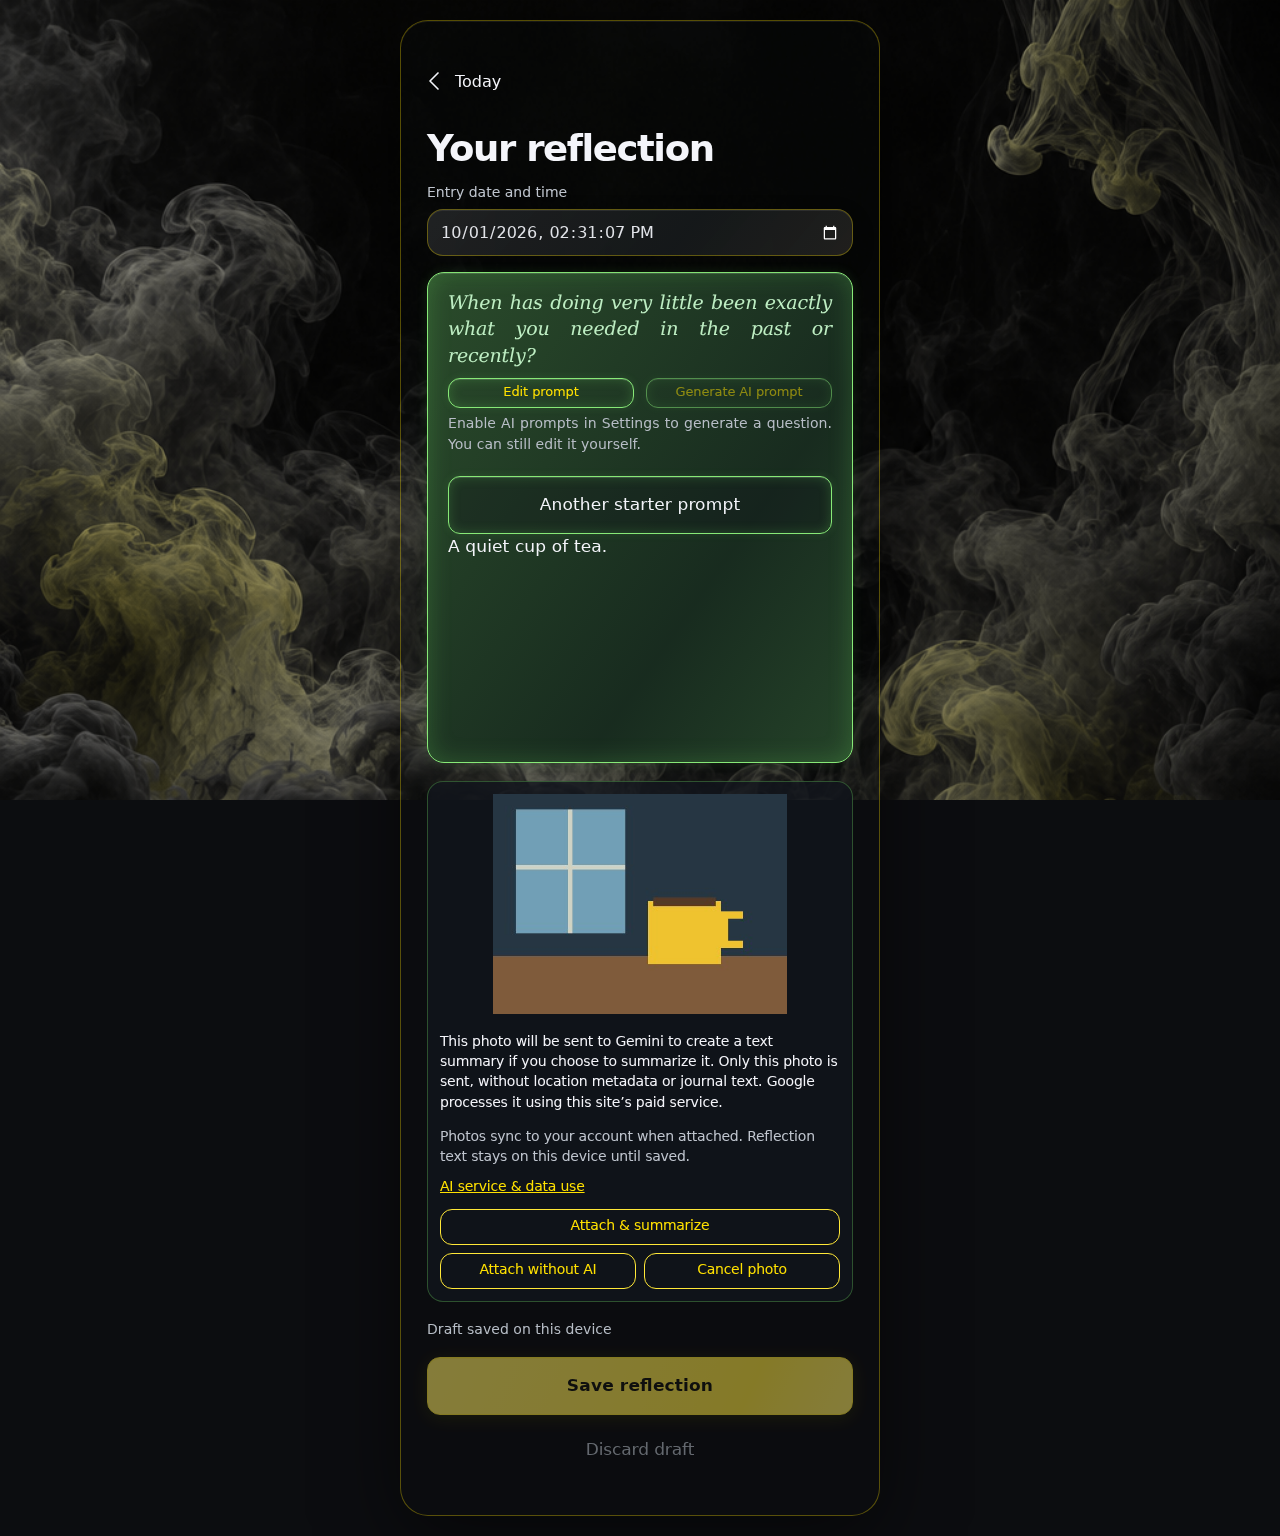 Today
Your reflection
Entry date and time
10/01/2026, 02:31:07 PM
When has doing very little been exactly
what you needed in the past or
recently?
Edit prompt
Generate AI prompt
Enable AI prompts in Settings to generate a question.
You can still edit it yourself.
Another starter prompt
A quiet cup of tea.
This photo will be sent to Gemini to create a text
summary if you choose to summarize it. Only this photo is
sent, without location metadata or journal text. Google
processes it using this site’s paid service.
Photos sync to your account when attached. Reflection
text stays on this device until saved.
AI service & data use
Attach & summarize
Attach without AI
Cancel photo
Draft saved on this device
Save reflection
Discard draft